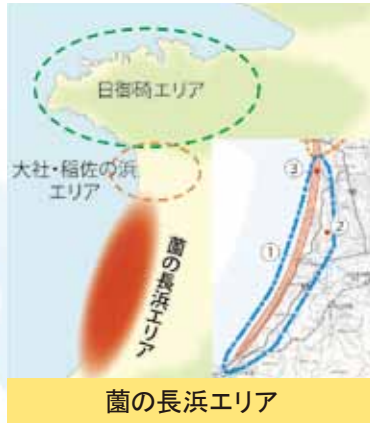 日御碕エリア
大社・稲佐の浜
エリア
薗の長浜エリア
③
②
①
薗の長浜エリア